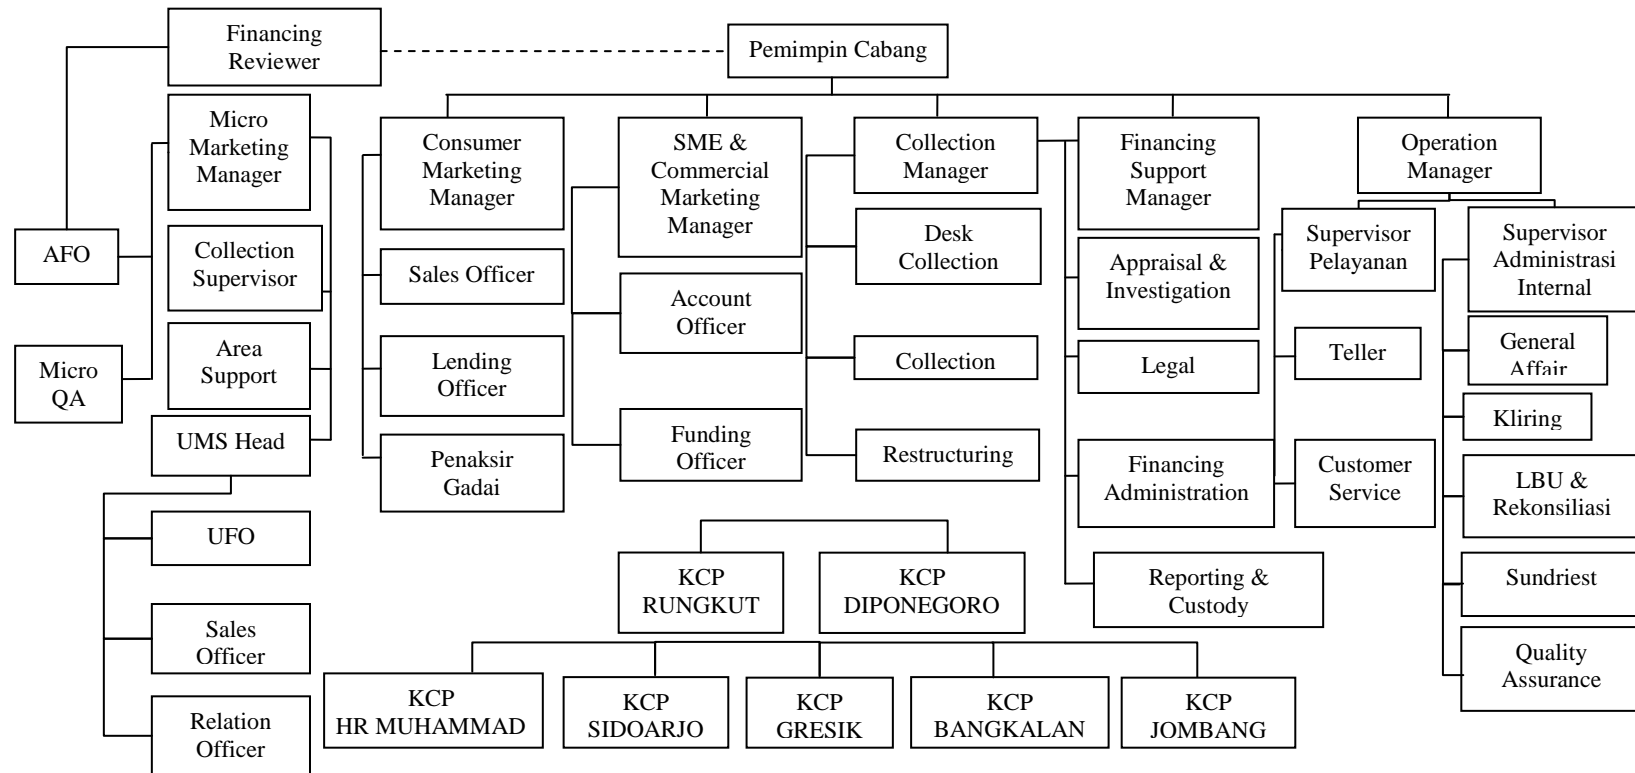 Financing
Reviewer
Pemimpin Cabang
Micro
Marketing
Manager
Consumer
Marketing
Manager
SME &
Commercial
Marketing
Manager
Collection
Manager
Financing
Support
Manager
Operation
Manager
AFO
Collection
Supervisor
Sales Officer
Account
Officer
Desk
Collection
Appraisal &
Investigation
Supervisor
Pelayanan
Supervisor
Administrasi
Internal
Micro
QA
Area
Support
Lending
Officer
Collection
Legal
Teller
General
Affair
Kliring
UMS Head
Penaksir
Gadai
Funding
Officer
Restructuring
Financing
Administration
Customer
Service
LBU &
Rekonsiliasi
UFO
KCP
RUNGKUT
KCP
DIPONEGORO
Reporting &
Custody
Sundriest
Sales
Officer
Quality
Assurance
Relation
Officer
KCP
HR MUHAMMAD
KCP
SIDOARJO
KCP
GRESIK
KCP
BANGKALAN
KCP
JOMBANG